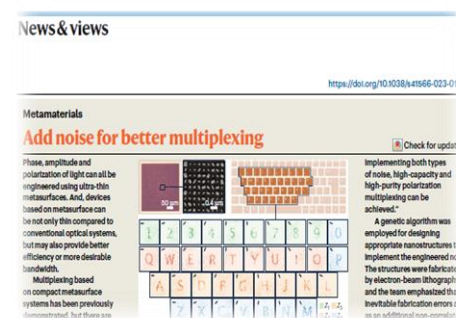 News & views
https://doi.org/10.1038/s41566-023-01
Metamaterials
Add noise for better multiplexing
Check for updat
Phase, amplitude and
polarization of light can all be
engineered using ultra-thin
metasurfaces. And, devices
based on metasurface can
be not only thin compared to
conventional optical systems,
but may also provide better
efficiency or more desirable
bandwidth.
Multiplexing based
on compact metasurface
systems has been previously
demonstrated, but there are
50 µm
1 2 3 4 5 6 7 8 9 0
Q W E R T Y U I O P
A S D F G H J K L
Z X C V B N M
Implementing both types
of noise, high-capacity and
high-purity polarization
multiplexing can be
achieved."
A genetic algorithm was
employed for designing
appropriate nanostructures t
implement the engineered no
The structures were fabricate
by electron-beam lithograph
and the team emphasized tha
inevitable fabrication errors a
as an additional non-correlat